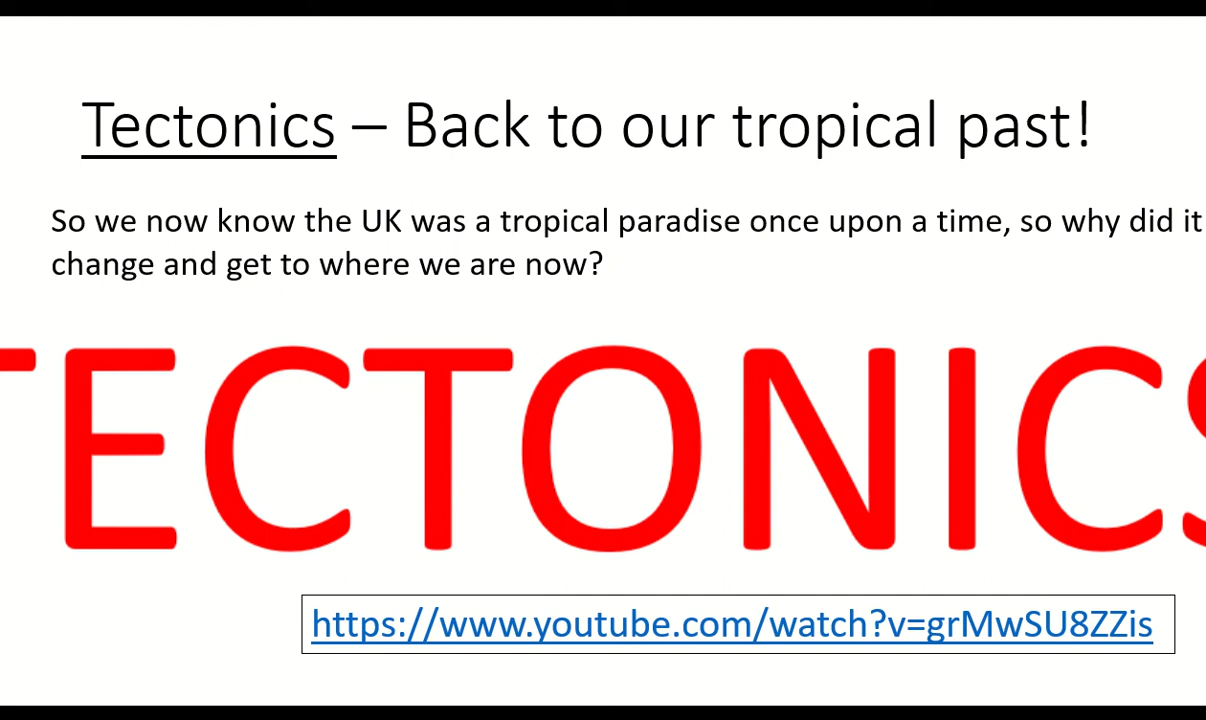 Tectonics – Back to our tropical past!
So we now know the UK was a tropical paradise once upon a time, so why did it
change and get to where we are now?
TECTONICS
https://www.youtube.com/watch?v=grMwSU8ZZis